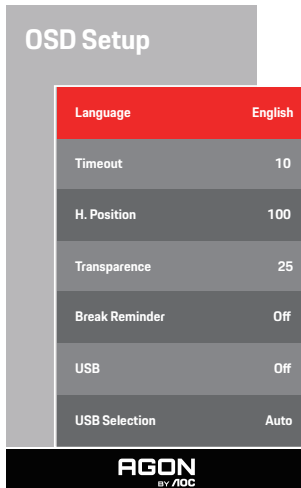 OSD Setup
Language English
Timeout 10
H. Position 100
Transparence 25
Break Reminder Off
USB Off
USB Selection Auto
AGON
BY AOC